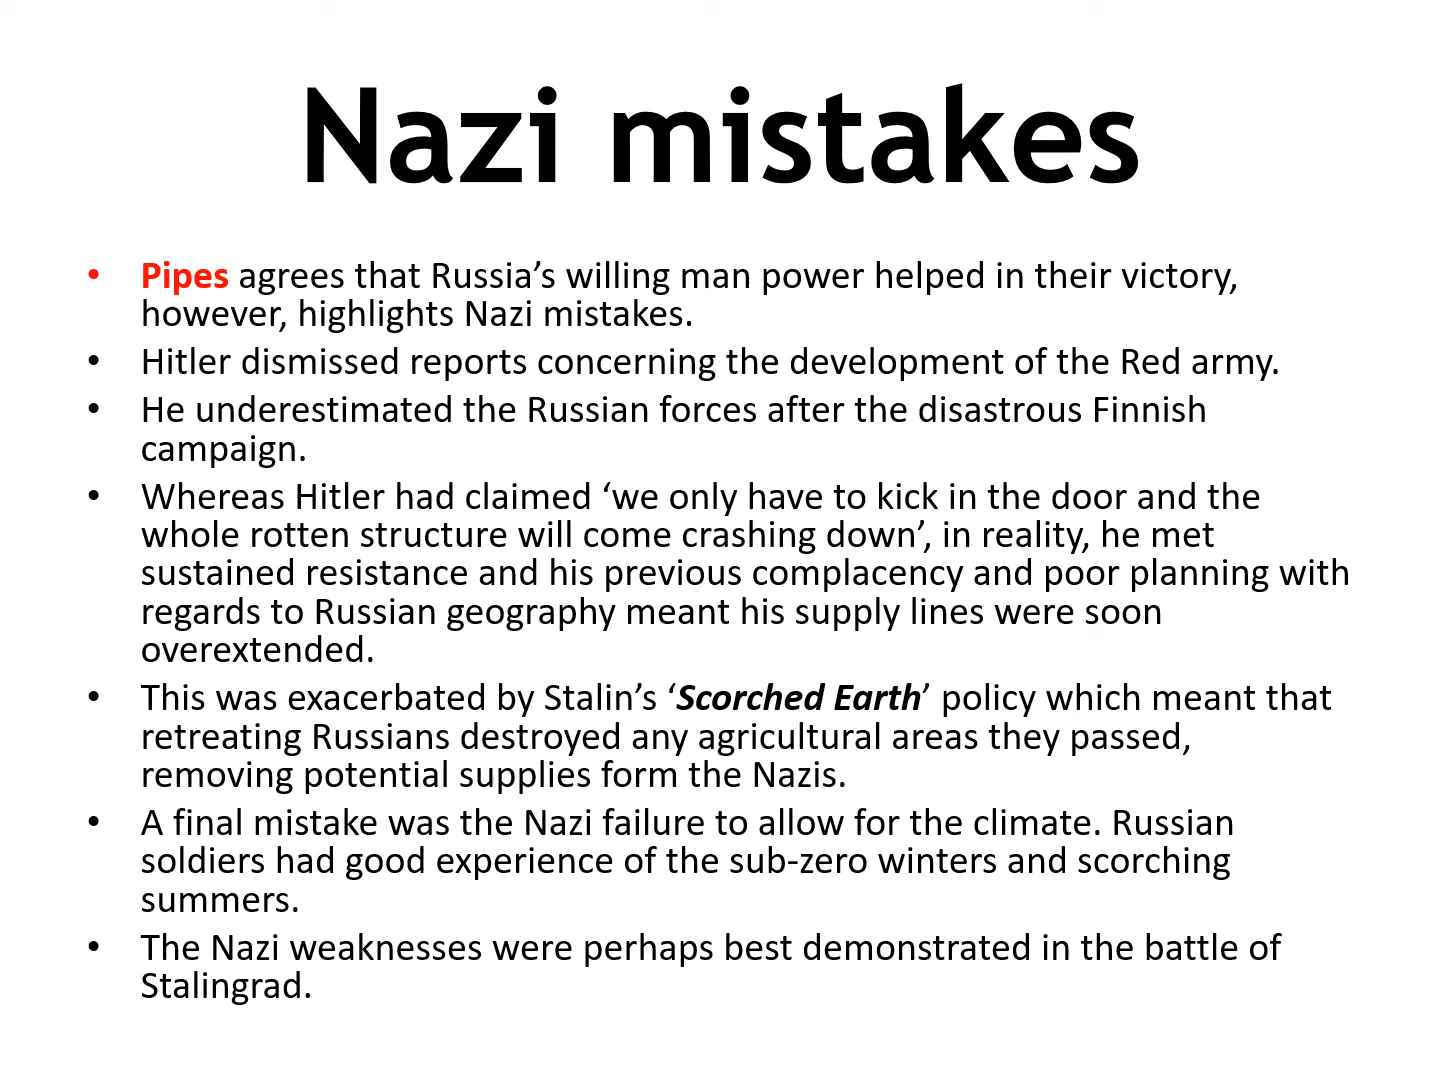 Nazi mistakes
• Pipes agrees that Russia’s willing man power helped in their victory,
however, highlights Nazi mistakes.
• Hitler dismissed reports concerning the development of the Red army.
• He underestimated the Russian forces after the disastrous Finnish
campaign.
• Whereas Hitler had claimed ‘we only have to kick in the door and the
whole rotten structure will come crashing down’, in reality, he met
sustained resistance and his previous complacency and poor planning with
regards to Russian geography meant his supply lines were soon
overextended.
• This was exacerbated by Stalin’s ‘Scorched Earth’ policy which meant that
retreating Russians destroyed any agricultural areas they passed,
removing potential supplies form the Nazis.
• A final mistake was the Nazi failure to allow for the climate. Russian
soldiers had good experience of the sub-zero winters and scorching
summers.
• The Nazi weaknesses were perhaps best demonstrated in the battle of
Stalingrad.